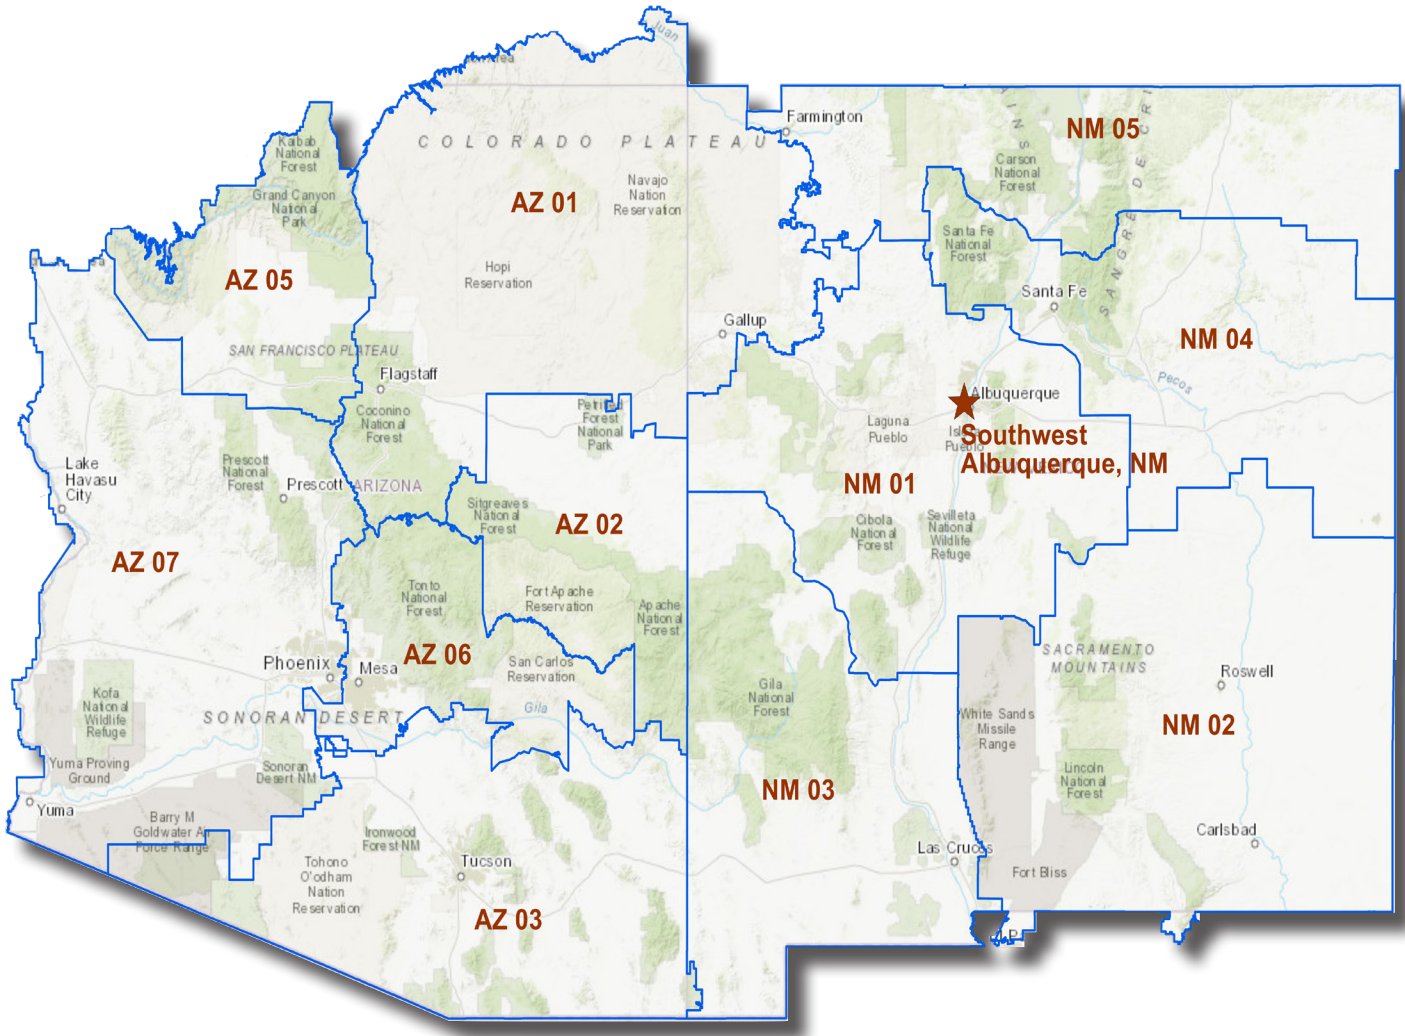 Juan
Farmington
NM 05
Kaibab
National
Forest
COLORADO PLATEAU
Carson
National
Forest
Navajo
Nation
Reservation
Grand Canyon
National
Park
AZ 01
SANGRE DE CRI
Santa Fe
National
Forest
AZ 05
Hopi
Reservation
Santa Fe
Gallup
NM 04
SAN FRANCISCO PLATEAU
Flagstaff
Pecos
Albuquerque
Coconino
National
Forest
Petrified
Forest
National
Park
Laguna
Pueblo
Southwest
Albuquerque, NM
Lake
Havasu
City
Prescott
National
Forest
Prescott
ARIZONA
NM 01
Sitgreaves
National
Forest
AZ 02
Cibola
National
Forest
Sevilleta
National
Wildlife
Refuge
AZ 07
Tonto
National
Forest
Fort Apache
Reservation
Apache
National
Forest
Phoenix
Mesa
AZ 06
San Carlos
Reservation
SACRAMENTO
MOUNTAINS
Roswell
Kofa
National
Wildlife
Refuge
SONORAN DESERT
Gila
Gila
National
Forest
White Sands
Missile
Range
NM 02
Yuma Proving
Ground
Sonoran
Desert NM
Lincoln
National
Forest
NM 03
Yuma
Barry M
Goldwater Air
Force Range
Ironwood
Forest NM
Carlsbad
Las Cruces
Tohono
O'odham
Nation
Reservation
Tucson
Fort Bliss
AZ 03